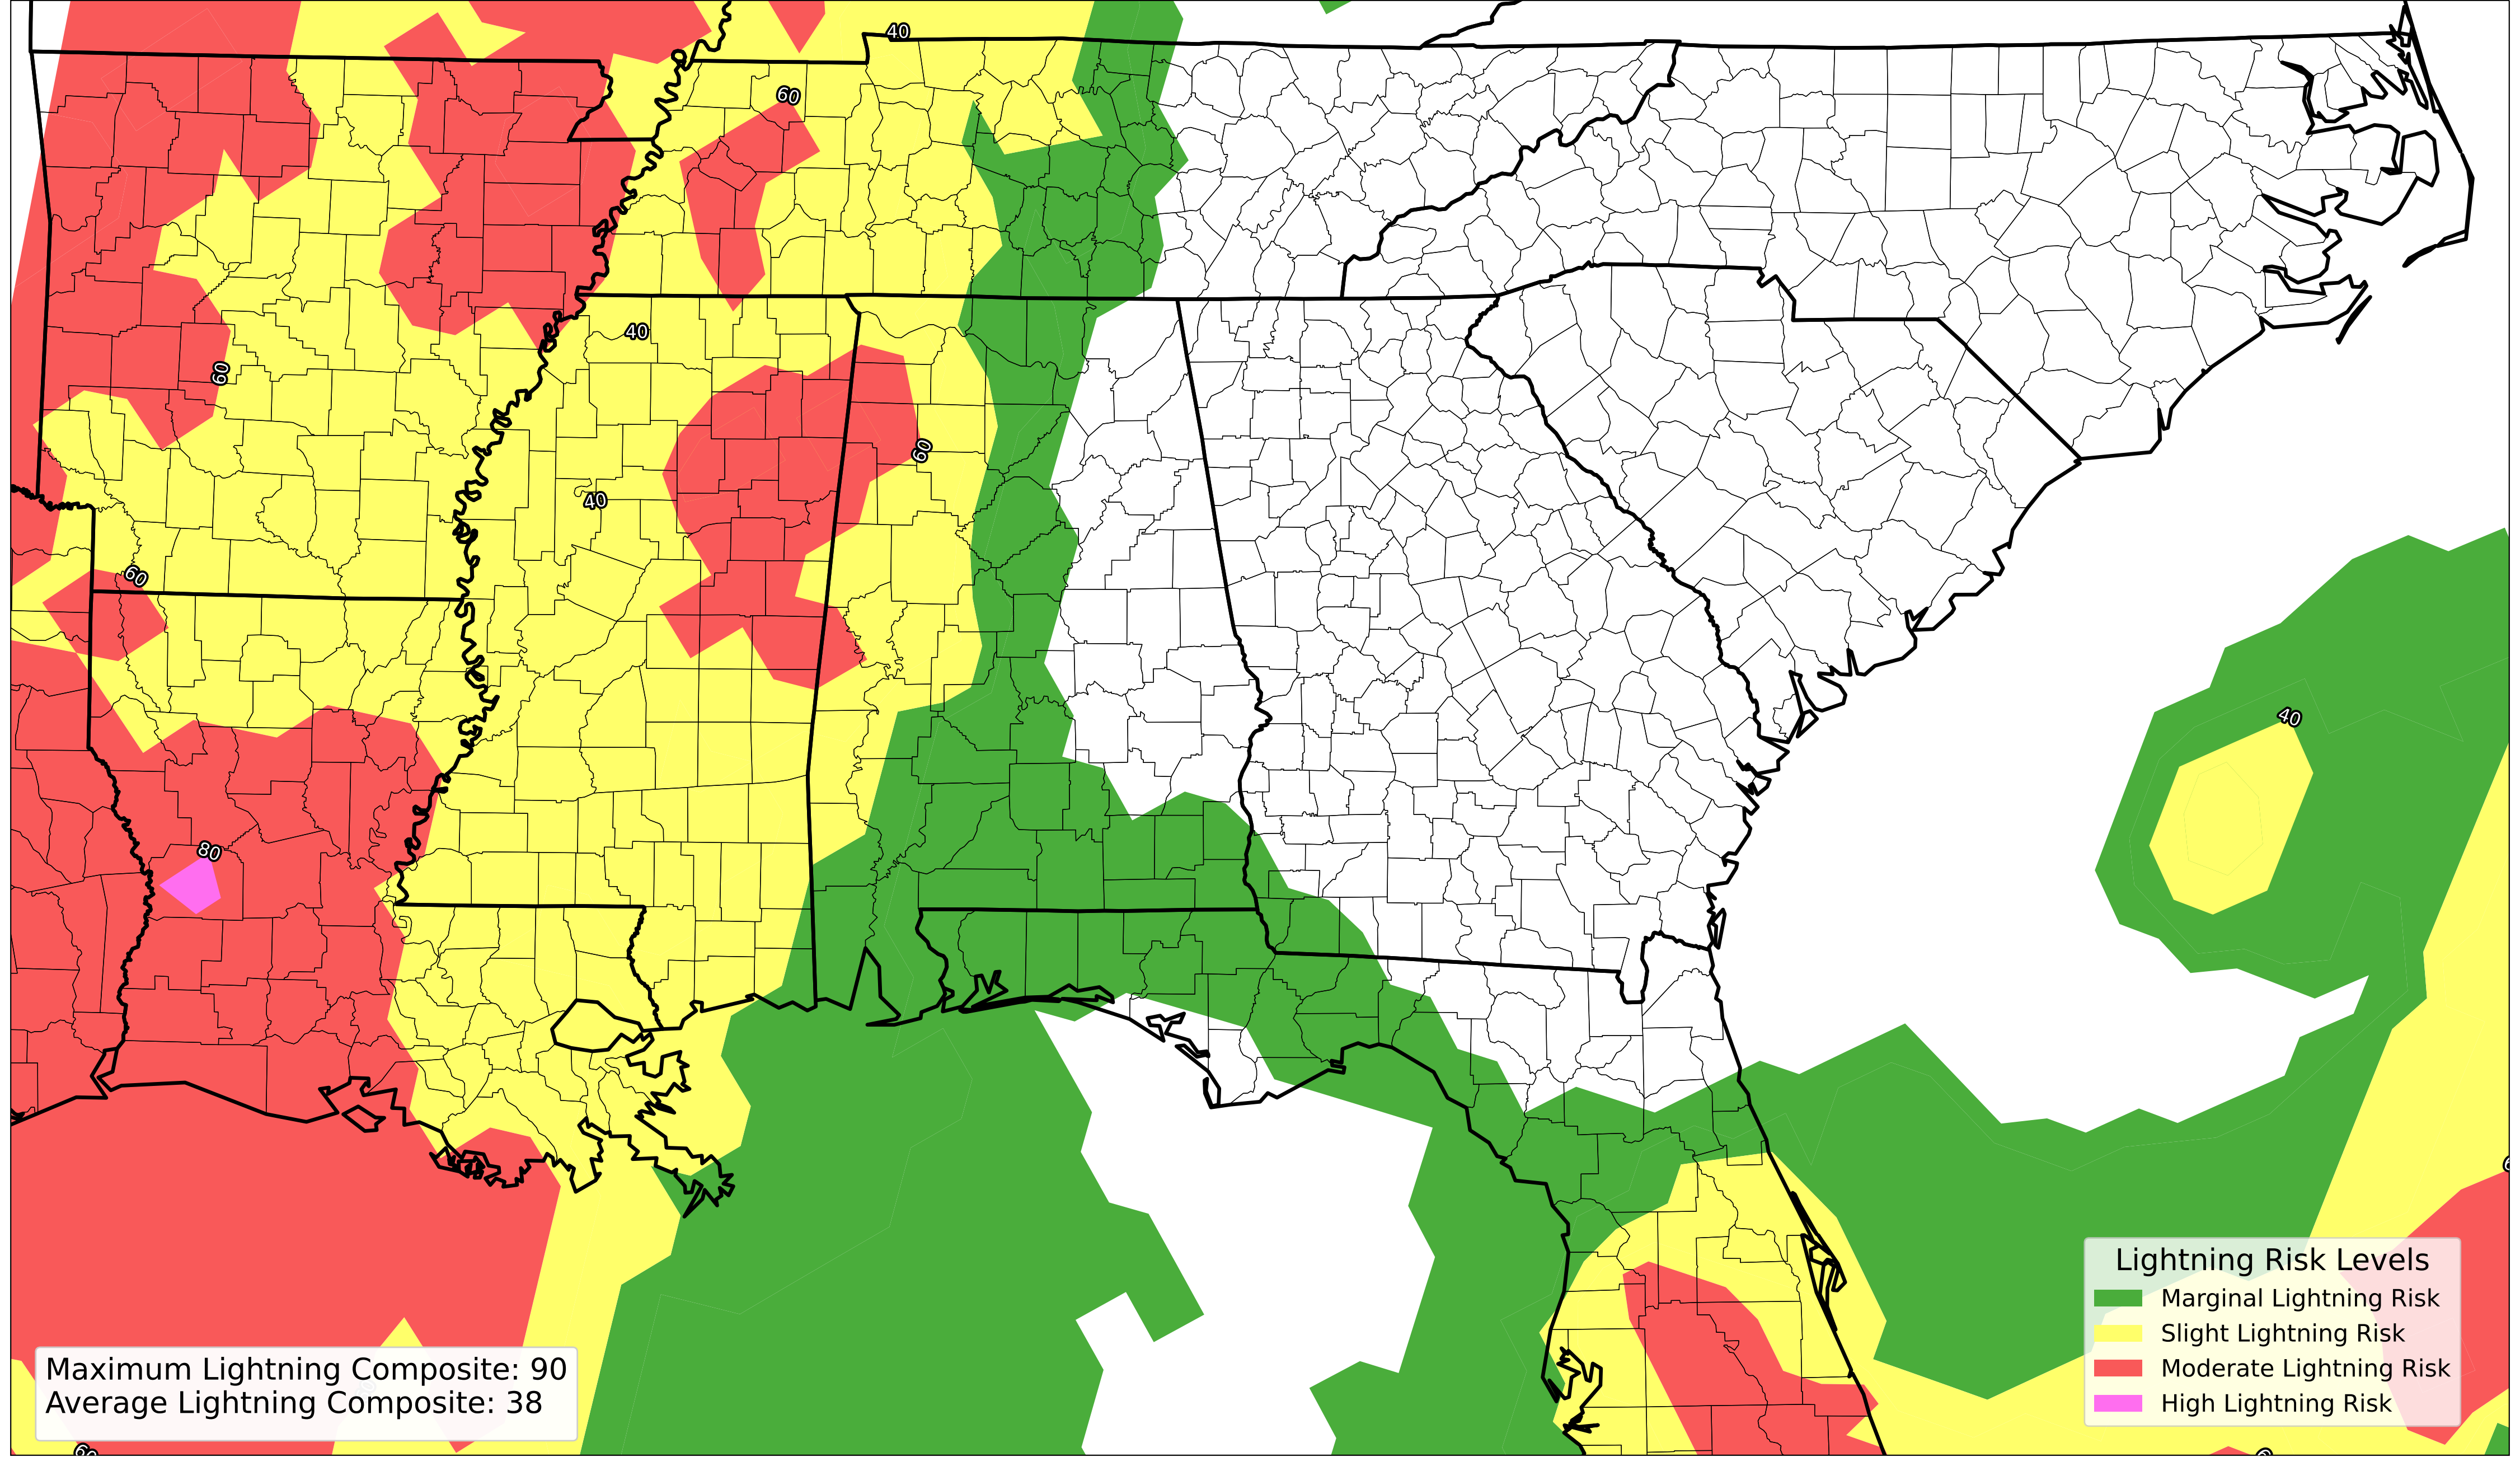 40
60
40
60
60
40
60
40
80
Lightning Risk Levels
Marginal Lightning Risk
Slight Lightning Risk
Moderate Lightning Risk
High Lightning Risk
Maximum Lightning Composite: 90
Average Lightning Composite: 38
60